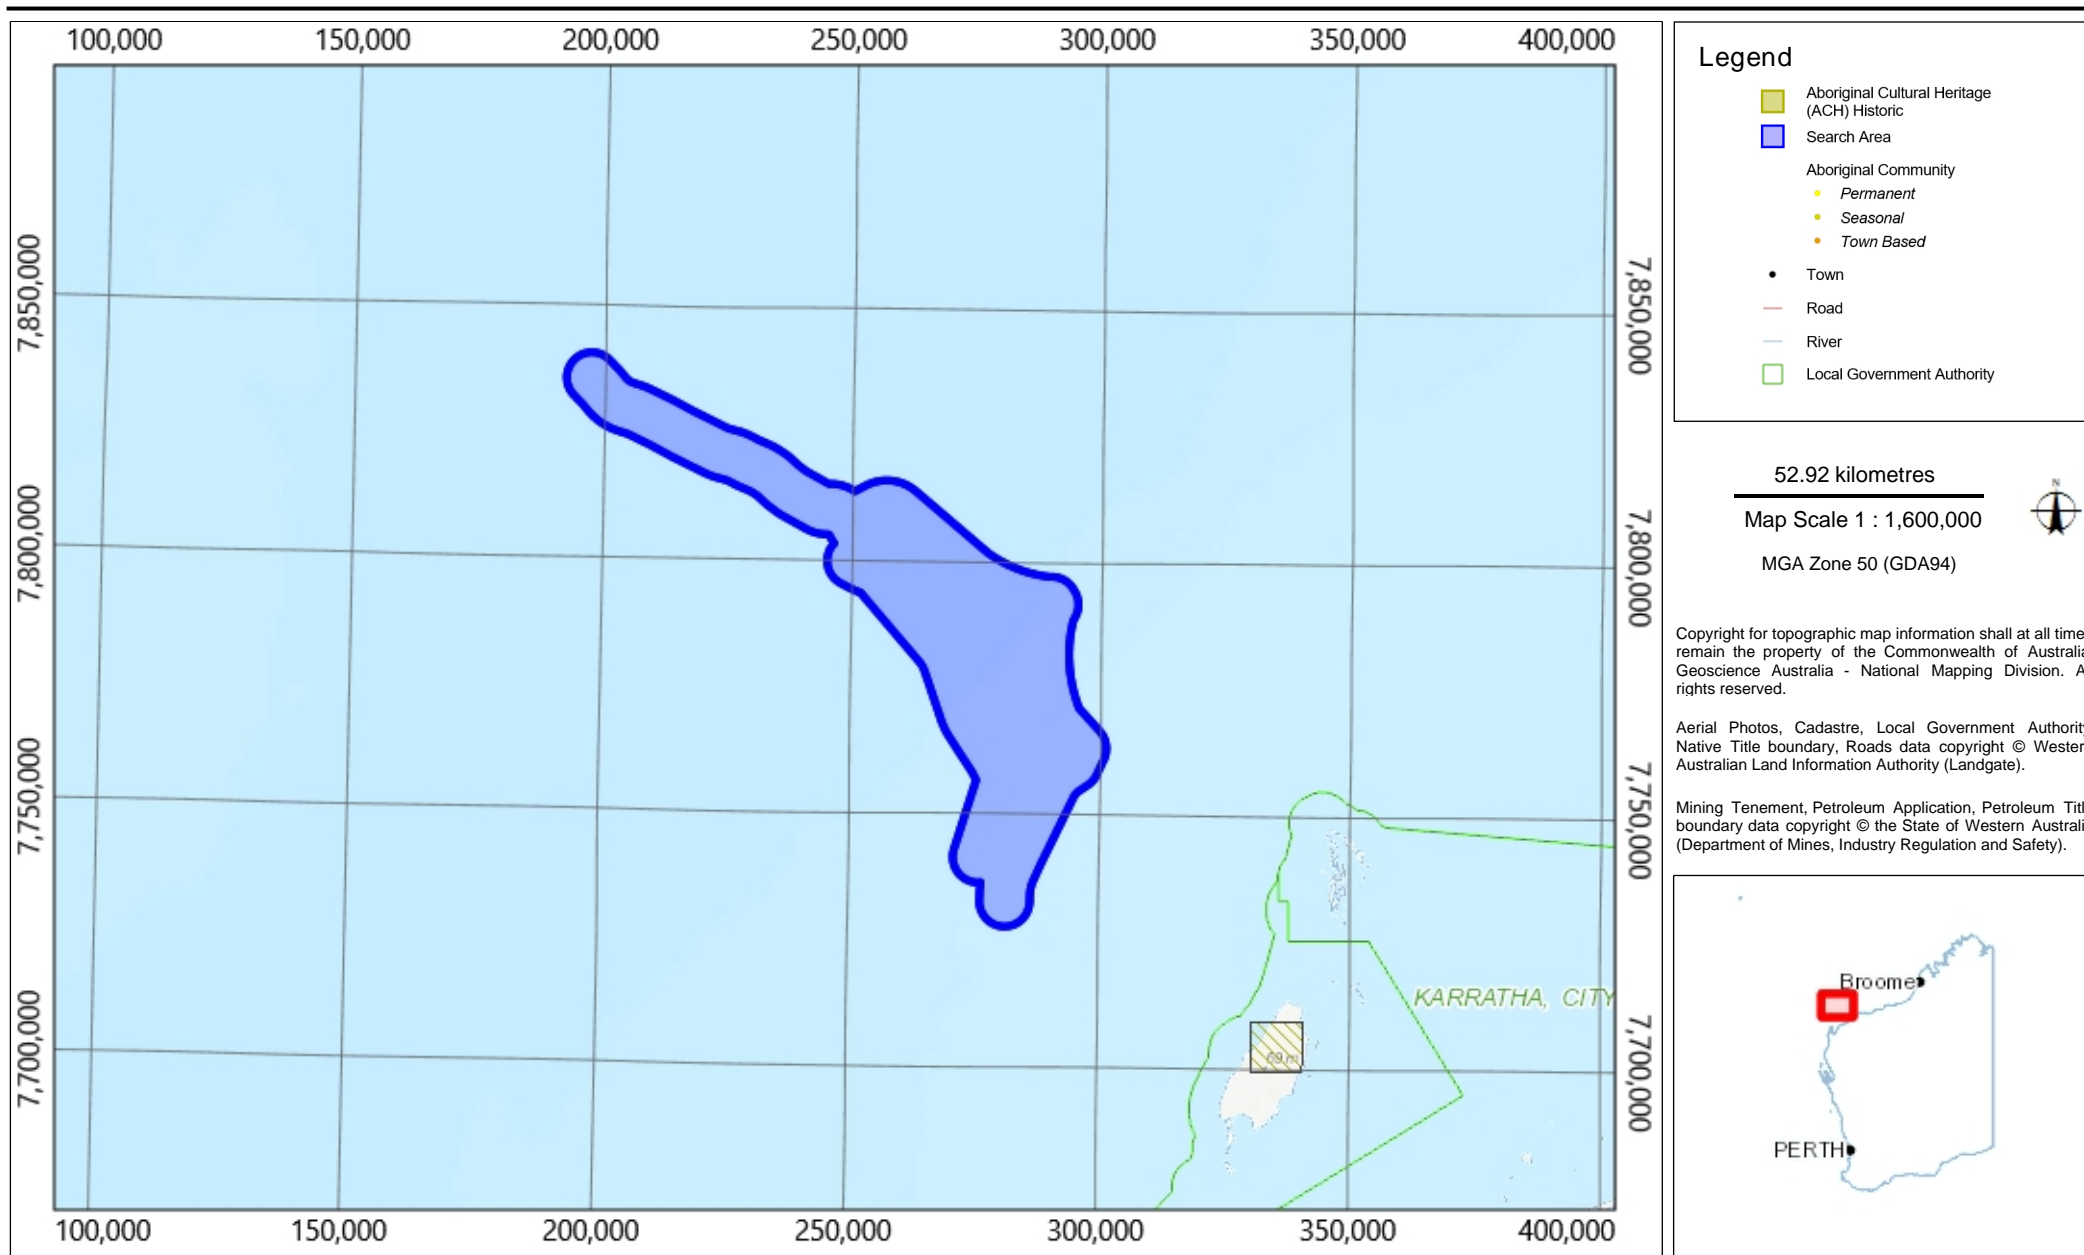 100,000 150,000 200,000 250,000 300,000 350,000 400,000
7,850,000
7,800,000
7,750,000
7,700,000
7,850,000
7,800,000
7,750,000
7,700,000
KARRATHA, CITY
69 m
100,000 150,000 200,000 250,000 300,000 350,000 400,000
Legend
Aboriginal Cultural Heritage
(ACH) Historic
Search Area
Aboriginal Community
Permanent
Seasonal
Town Based
Town
Road
River
Local Government Authority
52.92 kilometres
Map Scale 1 : 1,600,000
MGA Zone 50 (GDA94)
N
Copyright for topographic map information shall at all time
remain the property of the Commonwealth of Australi
Geoscience Australia - National Mapping Division. A
rights reserved.
Aerial Photos, Cadastre, Local Government Authorit
Native Title boundary, Roads data copyright © Wester
Australian Land Information Authority (Landgate).
Mining Tenement, Petroleum Application, Petroleum Titl
boundary data copyright © the State of Western Australi
(Department of Mines, Industry Regulation and Safety).
Broome
PERTH